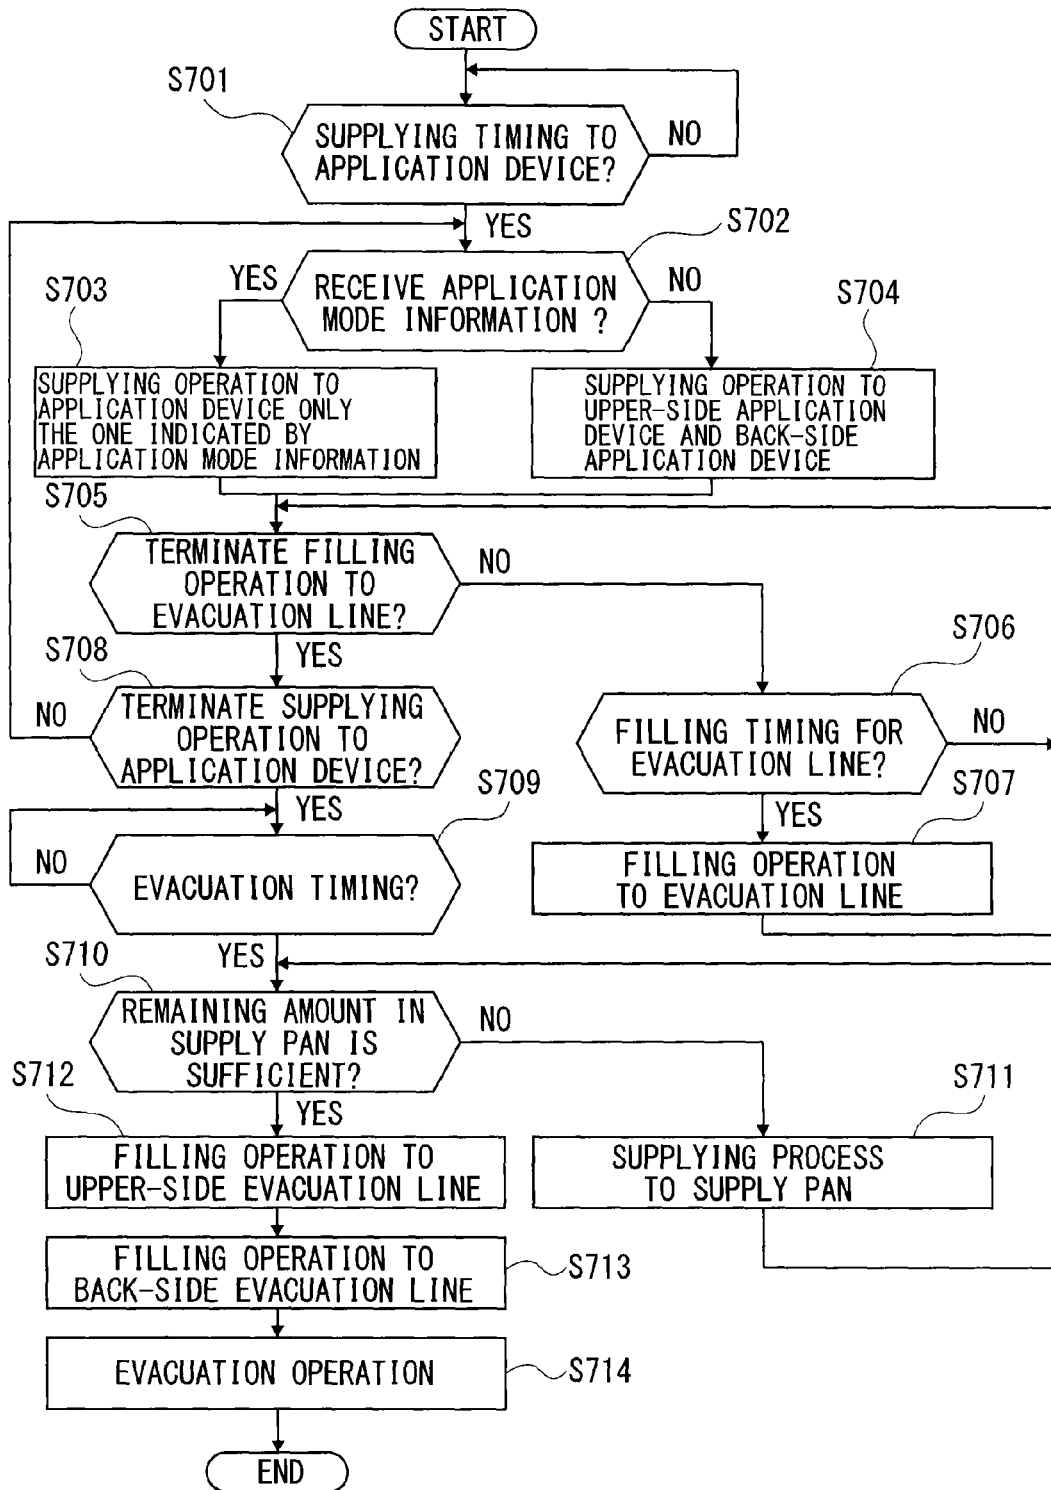 START
S701
SUPPLYING TIMING TO
APPLICATION DEVICE?
NO
YES
S702
RECEIVE APPLICATION
MODE INFORMATION ?
YES
NO
S703
SUPPLYING OPERATION TO
APPLICATION DEVICE ONLY
THE ONE INDICATED BY
APPLICATION MODE INFORMATION
S704
SUPPLYING OPERATION TO
UPPER-SIDE APPLICATION
DEVICE AND BACK-SIDE
APPLICATION DEVICE
S705
TERMINATE FILLING
OPERATION TO
EVACUATION LINE?
NO
YES
S706
FILLING TIMING FOR
EVACUATION LINE?
NO
YES
S707
FILLING OPERATION
TO EVACUATION LINE
S708
TERMINATE SUPPLYING
OPERATION TO
APPLICATION DEVICE?
NO
YES
S709
EVACUATION TIMING?
NO
YES
S710
REMAINING AMOUNT IN
SUPPLY PAN IS
SUFFICIENT?
NO
YES
S711
SUPPLYING PROCESS
TO SUPPLY PAN
S712
FILLING OPERATION TO
UPPER-SIDE EVACUATION LINE
FILLING OPERATION TO
BACK-SIDE EVACUATION LINE
S713
EVACUATION OPERATION
S714
END